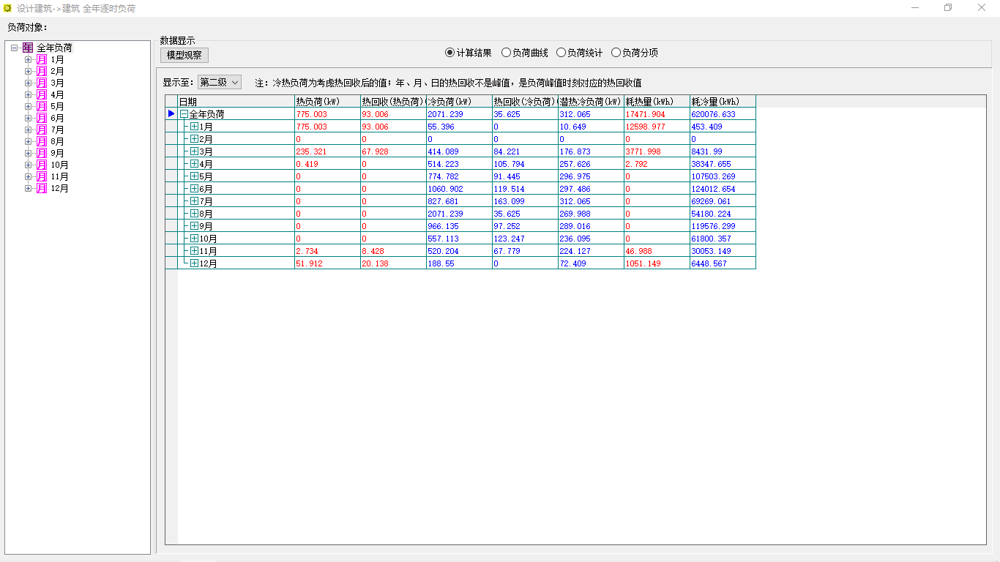 设计建筑->建筑 全年逐时负荷
负荷对象：
年 全年负荷
月 1月
月 2月
月 3月
月 4月
月 5月
月 6月
月 7月
月 8月
月 9月
月 10月
月 11月
月 12月
数据显示
模型观察 计算结果 负荷曲线 负荷统计 负荷分项
显示至： 第二级 注：冷热负荷为考虑热回收后的值；年、月、日的热回收不是峰值，是负荷峰值时刻对应的热回收值
日期 热负荷(kW) 热回收(热负荷)( 冷负荷(kW) 热回收(冷负荷)( 潜热冷负荷(kW) 耗热量(kWh) 耗冷量(kWh)
全年负荷 775.003 93.006 2071.239 35.625 312.065 17471.904 620076.633
1月 775.003 93.006 55.396 0 10.649 12598.977 453.409
2月 0 0 0 0 0 0 0
3月 235.321 67.928 414.089 84.221 176.873 3771.998 8431.99
4月 0.419 0 514.223 105.794 257.626 2.792 38347.655
5月 0 0 774.782 91.445 296.975 0 107503.269
6月 0 0 1060.902 119.514 297.486 0 124012.654
7月 0 0 827.681 163.099 312.065 0 69269.061
8月 0 0 2071.239 35.625 269.988 0 54180.224
9月 0 0 966.135 97.252 289.016 0 119576.299
10月 0 0 557.113 123.247 236.095 0 61800.357
11月 2.734 8.428 520.204 67.779 224.127 46.988 30053.149
12月 51.912 20.138 188.55 0 72.409 1051.149 6448.567